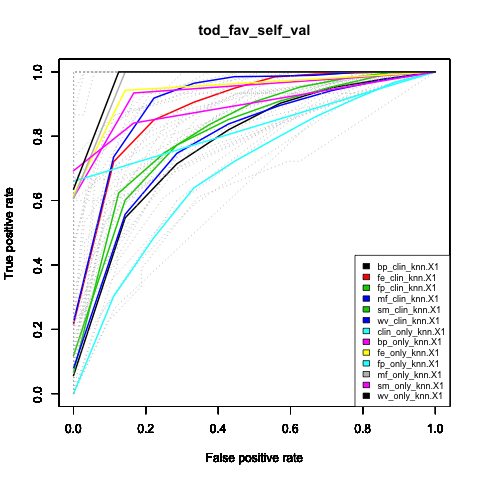 tod_fav_self_val
True positive rate
1.0
0.8
0.6
0.4
0.2
0.0
bp_clin_knn.X1
fe_clin_knn.X1
fp_clin_knn.X1
mf_clin_knn.X1
sm_clin_knn.X1
wv_clin_knn.X1
clin_only_knn.X1
bp_only_knn.X1
fe_only_knn.X1
fp_only_knn.X1
mf_only_knn.X1
sm_only_knn.X1
wv_only_knn.X1
0.0 0.2 0.4 0.6 0.8 1.0
False positive rate